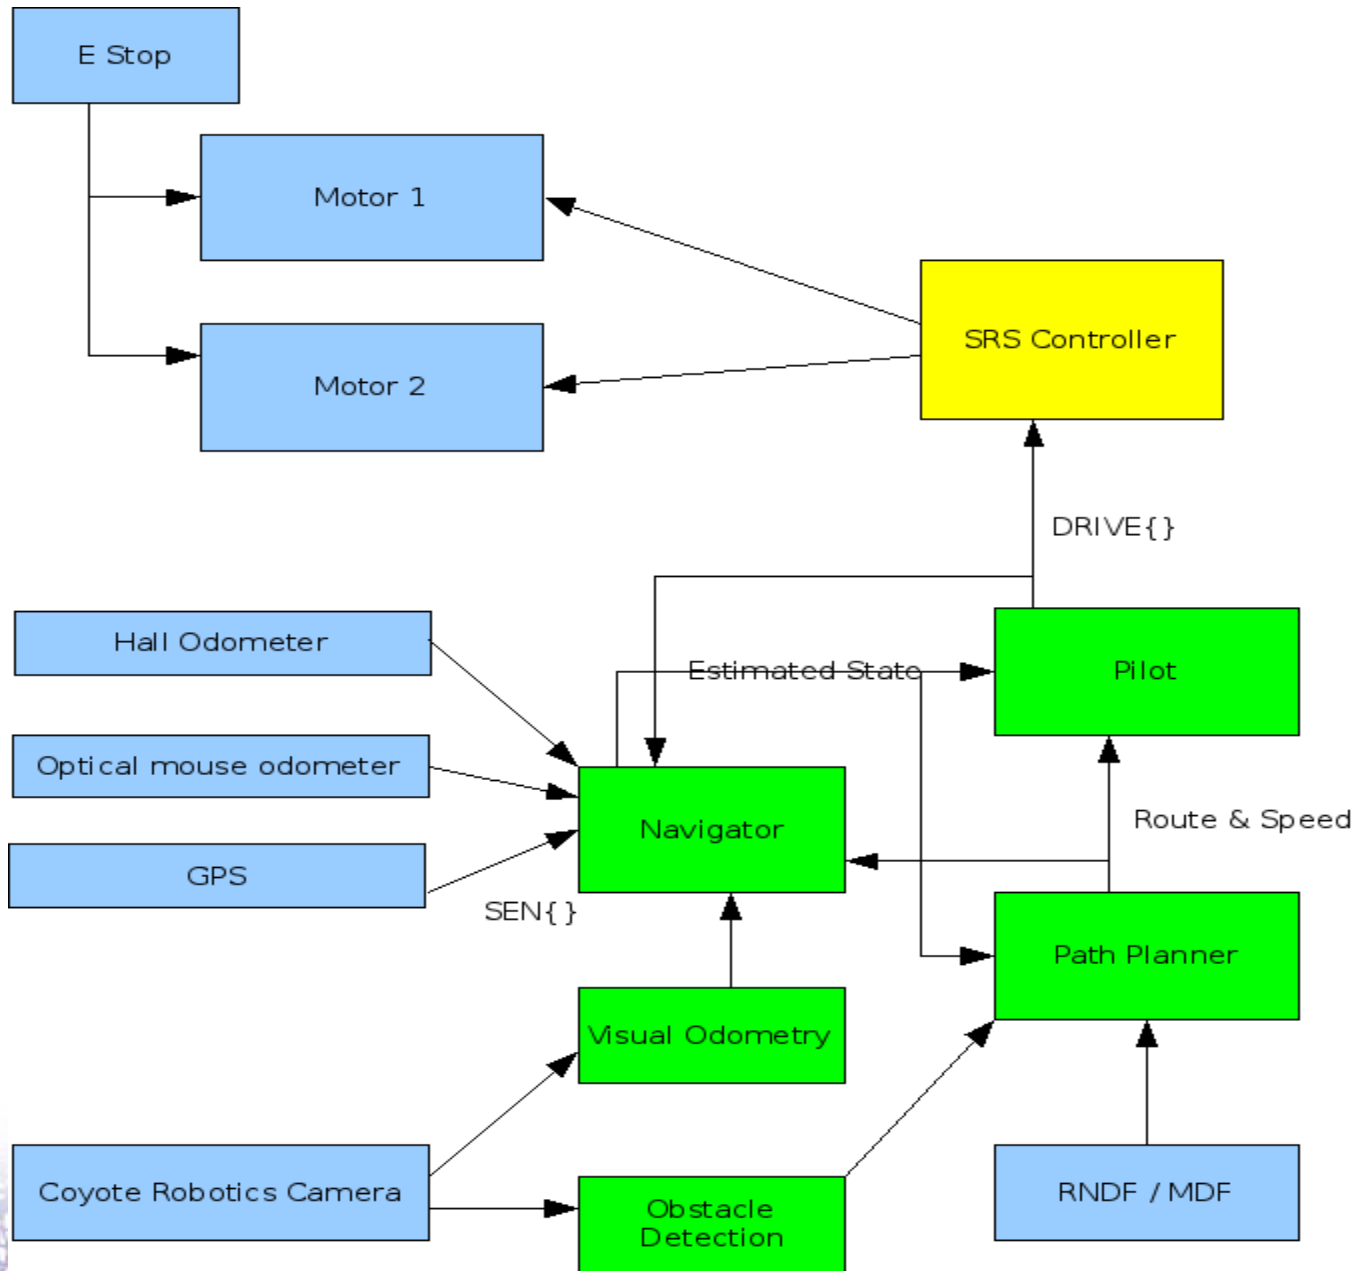 E Stop
Motor 1
Motor 2
SRS Controller
DRIVE{}
Hall Odometer
Estimated State
Pilot
Optical mouse odometer
Navigator
Route & Speed
GPS
SEN{}
Path Planner
Visual Odometry
Coyote Robotics Camera
Obstacle
Detection
RNDF / MDF